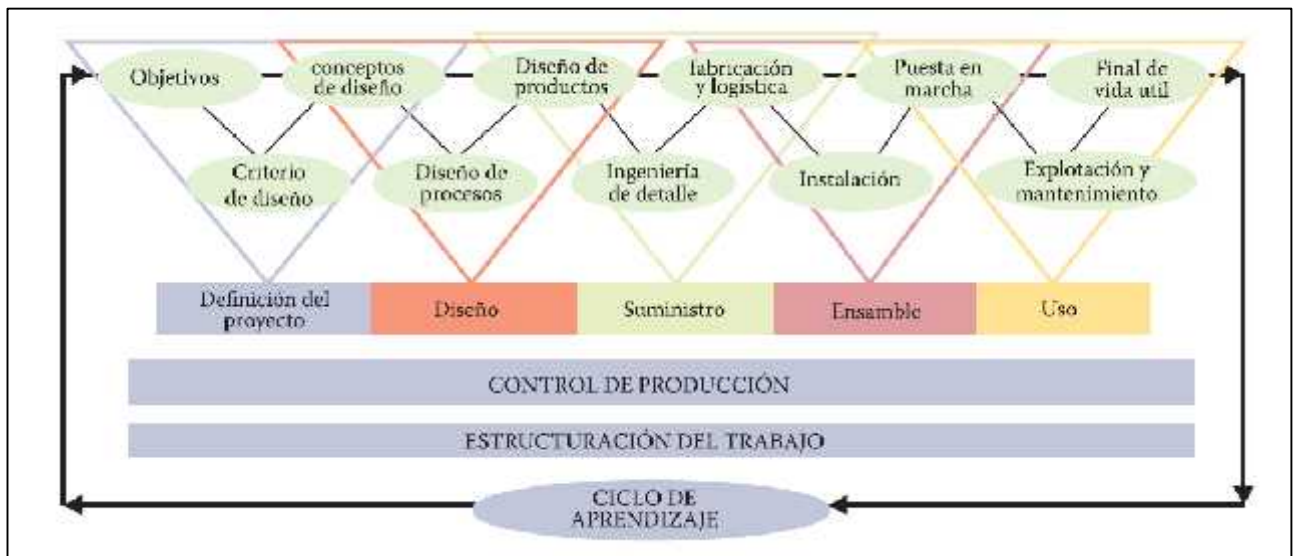 Objetivos
conceptos
de diseño
Diseño de
productos
fabricación
y logística
Puesta en
marcha
Final de
vida util
Criterio
de diseño
Diseño de
procesos
Ingeniería
de detalle
Instalación
Explotación y
mantenimiento
Definición del
proyecto
Diseño
Suministro
Ensamble
Uso
CONTROL DE PRODUCCIÓN
ESTRUCTURACIÓN DEL TRABAJO
CICLO DE
APRENDIZAJE